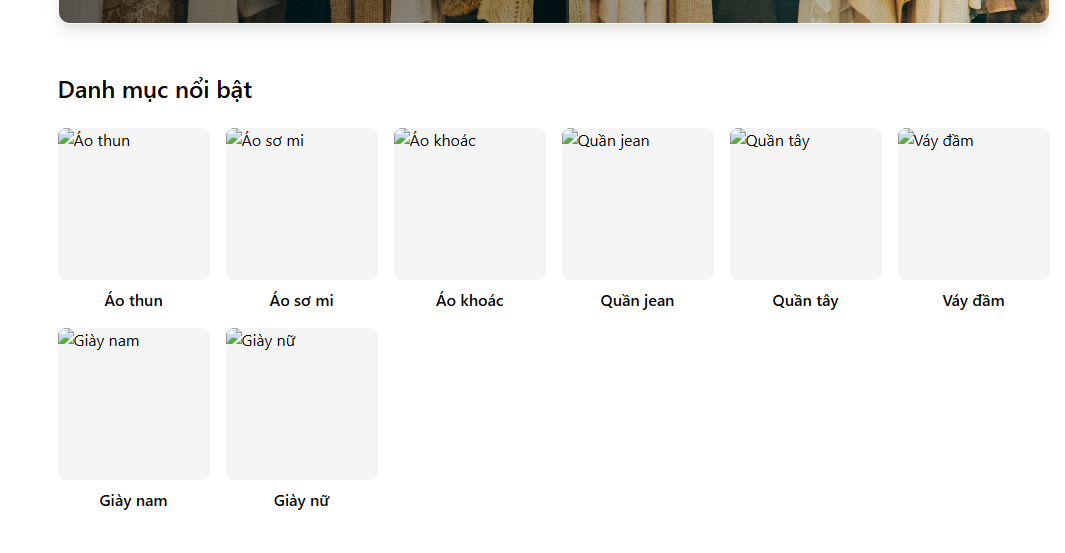 Danh mục nổi bật
Áo thun
Áo sơ mi
Áo khoác
Quần jean
Quần tây
Váy đầm
Áo thun
Áo sơ mi
Áo khoác
Quần jean
Quần tây
Váy đầm
Giày nam
Giày nữ
Giày nam
Giày nữ